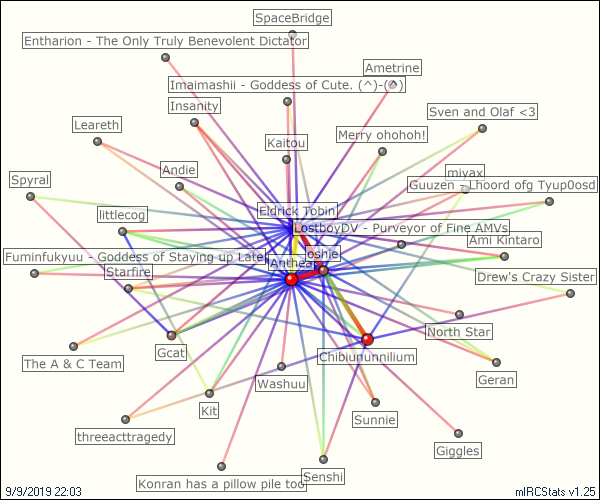 SpaceBridge
Entharion - The Only Truly Benevolent Dictator
Ametrine
Imaimashii - Goddess of Cute. (^)-(^)
Insanity
Sven and Olaf <3
Leareth
Merry ohohoh!
Kaitou
Andie
miyax
Spyral
Guuzen - Lhoord ofg Tyup0osd
Eldrick Tobin
littlecog
LostboyDV - Purveyor of Fine AMVs
Ami Kintaro
Fuminfukyuu - Goddess of Staying up Late
Anthea
Starfire
Drew's Crazy Sister
North Star
Gcat
Chibiununnilium
The A & C Team
Washuu
Geran
Kit
Sunnie
threeacttragedy
Giggles
Senshi
Konran has a pillow pile too
9/9/2019 22:03
mIRCStats v1.25